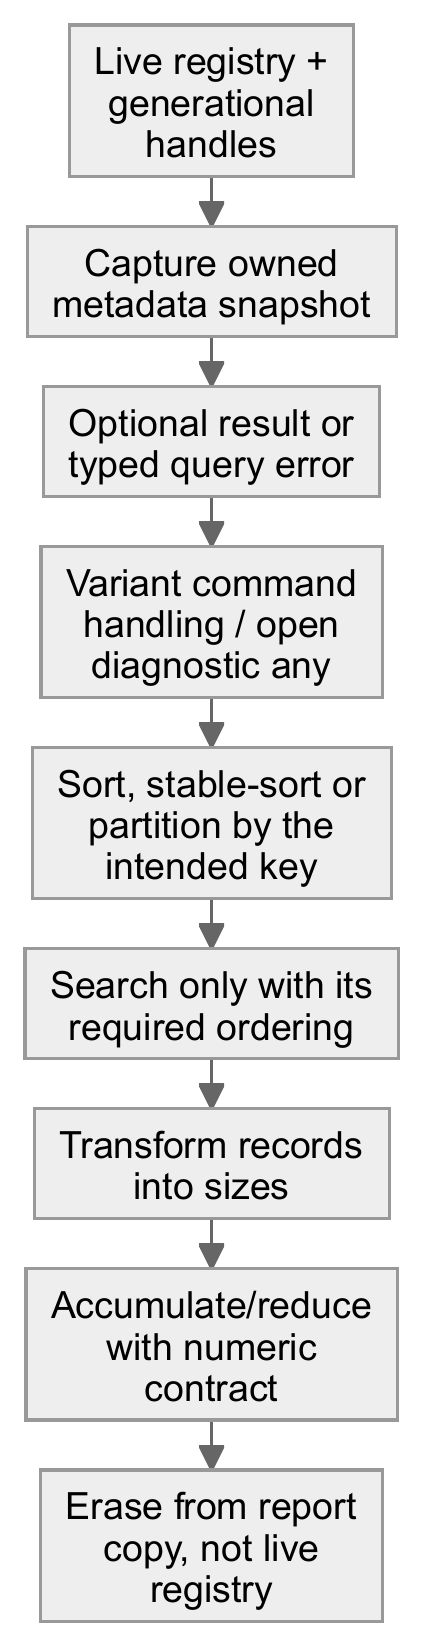 Live registry +
generational
handles
Capture owned
metadata snapshot
Optional result or
typed query error
Variant command
handling / open
diagnostic any
Sort, stable-sort or
partition by the
intended key
Search only with its
required ordering
Transform records
into sizes
Accumulate/reduce
with numeric
contract
Erase from report
copy, not live
registry